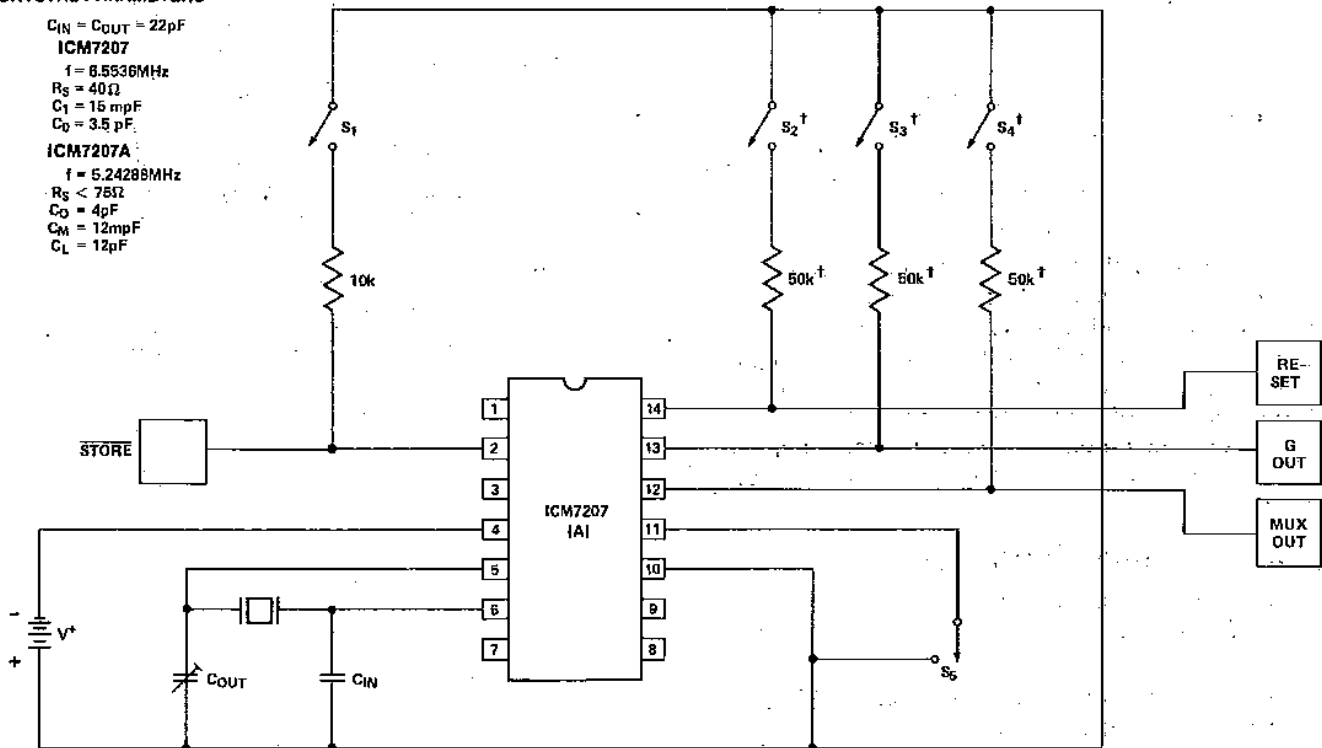 C_IN = C_OUT = 22pF
ICM7207
f = 6.5536MHz
R_S = 40Ω
C_1 = 15 mpF
C_0 = 3.5 pF
ICM7207A
f = 5.24288MHz
R_S < 75Ω
C_O = 4pF
C_M = 12mpF
C_L = 12pF
S_1
S_2†
S_3†
S_4†
10k
50k†
50k†
50k†
RE-
SET
STORE
G
OUT
MUX
OUT
1
2
3
4
5
6
7
ICM7207
(A)
14
13
12
11
10
9
8
-
V+
+
C_OUT
C_IN
S_5